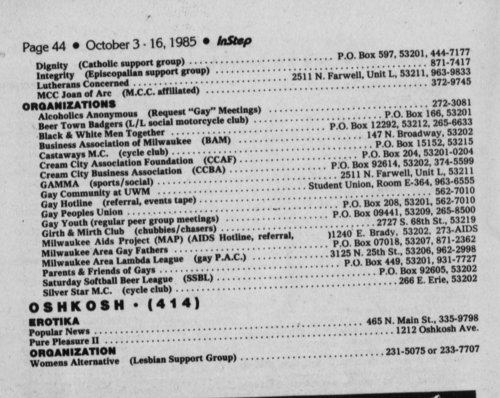 Page 44 • October 3 - 16, 1985 • InStep
Dignity (Catholic support group) ........ P.O. Box 597, 53201, 444-7177
Integrity (Episcopalian support group) ........ 871-7417
Lutherans Concerned ........ 2511 N. Farwell, Unit L, 53211, 963-9833
MCC Joan of Arc (M.C.C. affiliated) ........ 372-9745
ORGANIZATIONS
Alcoholics Anonymous (Request "Gay" Meetings) ........ 272-3081
Beer Town Badgers (L/L social motorcycle club) ........ P.O. Box 166, 53201
Black & White Men Together ........ P.O. Box 12292, 53212, 265-6633
Business Association of Milwaukee (BAM) ........ 147 N. Broadway, 53202
Castaways M.C. (cycle club) ........ P.O. Box 15152, 53215
Cream City Association Foundation (CCAF) ........ P.O. Box 204, 53201-0204
Cream City Business Association (CCBA) ........ P.O. Box 92614, 53202, 374-5599
GAMMA (sports/social) ........ 2511 N. Farwell, Unit L, 53211
Gay Community at UWM ........ Student Union, Room E-364, 963-6555
Gay Hotline (referral, events tape) ........ 562-7010
Gay Peoples Union ........ P.O. Box 208, 53201, 562-7010
Gay Youth (regular peer group meetings) ........ P.O. Box 09441, 53209, 265-8500
Girth & Mirth Club (chubbies/chasers) ........ 2727 S. 68th St., 53219
Milwaukee Aids Project (MAP) (AIDS Hotline, referral, )1240 E. Brady, 53202, 273-AIDS
Milwaukee Area Gay Fathers ........ P.O. Box 07018, 53207, 871-2362
Milwaukee Area Lambda League (gay P.A.C.) ........ 3125 N. 25th St., 53206, 962-2998
Parents & Friends of Gays ........ P.O. Box 449, 53201, 931-7727
Saturday Softball Beer League (SSBL) ........ P.O. Box 92605, 53202
Silver Star M.C. (cycle club) ........ 266 E. Erie, 53202
OSHKOSH - (414)
EROTIKA
Popular News ........ 465 N. Main St., 335-9798
Pure Pleasure II ........ 1212 Oshkosh Ave.
ORGANIZATION
Womens Alternative (Lesbian Support Group) ........ 231-5075 or 233-7707